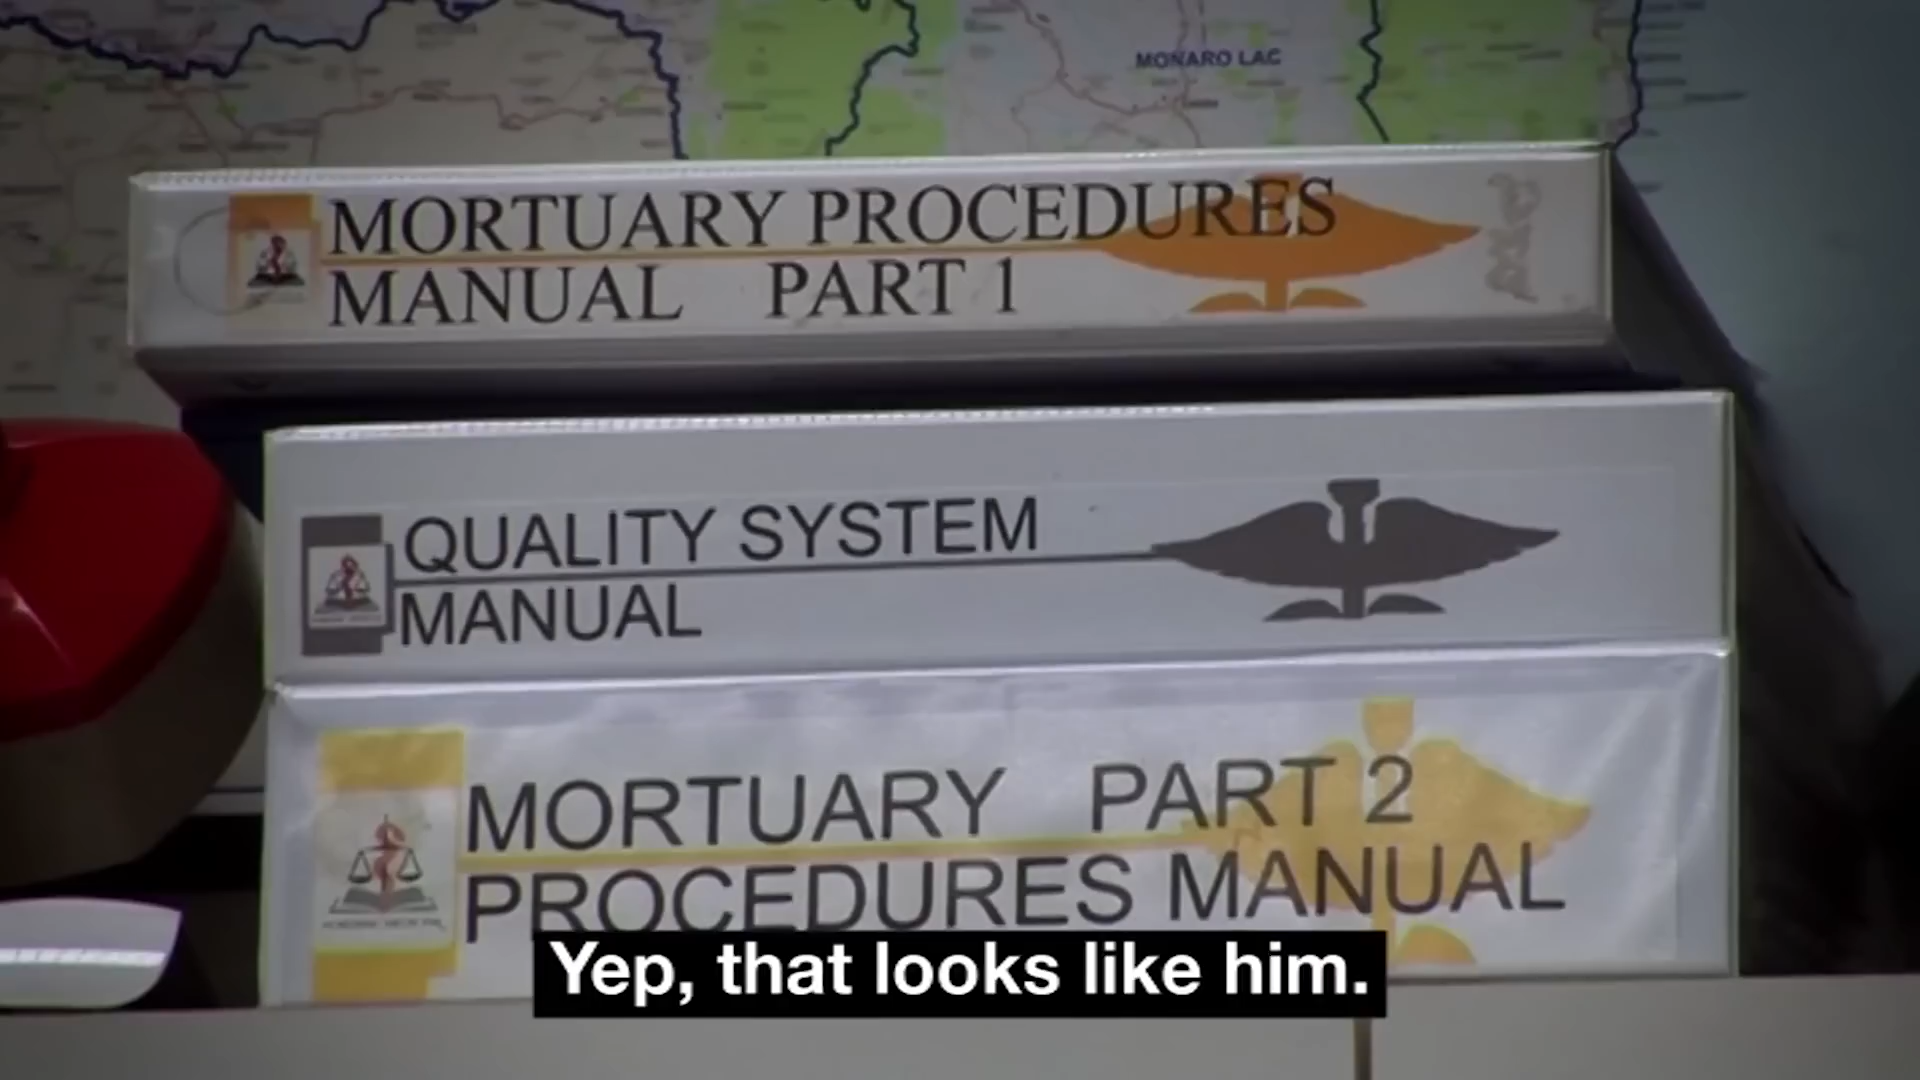 MONARO LAC
MORTUARY PROCEDURES
MANUAL PART 1
QUALITY SYSTEM
MANUAL
MORTUARY PART 2
PROCEDURES MANUAL
Yep, that looks like him.